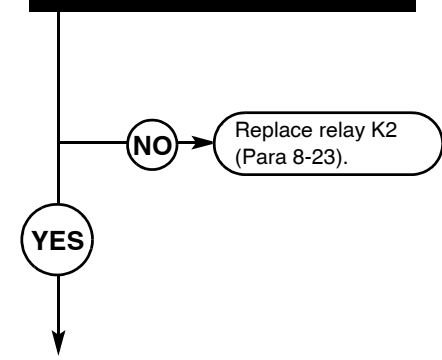 NO
Replace relay K2
(Para 8-23).
YES